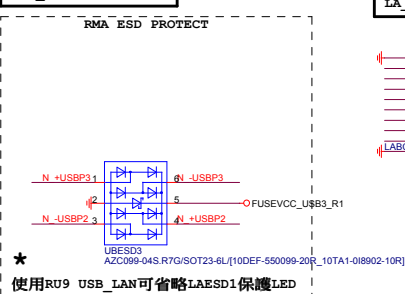 LA_
RMA ESD PROTECT
N_+USBP3 1
6 N_-USBP3
2
5
FUSEVCC_USB3_R1
N_-USBP2 3
4 N_+USBP2
UBESD3
AZC099-04S.R7G/SOT23-6L/[10DEF-550099-20R_10TA1-0I8902-10R]
★
使用RU9 USB_LAN可省略LAESD1保護LED